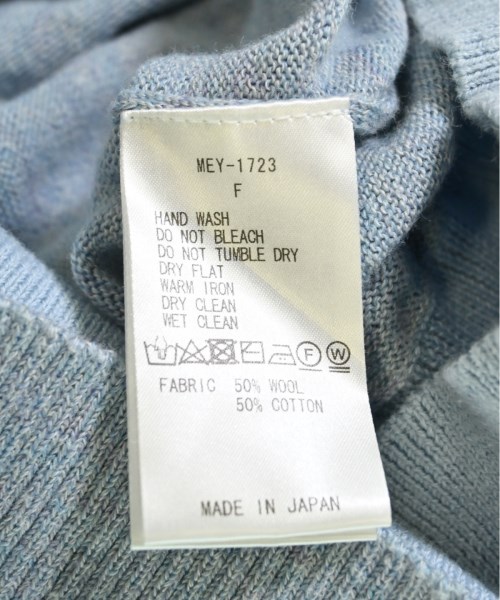 MEY-1723
F
HAND WASH
DO NOT BLEACH
DO NOT TUMBLE DRY
DRY FLAT
WARM IRON
DRY CLEAN
WET CLEAN
F W
FABRIC 50% WOOL
50% COTTON
MADE IN JAPAN